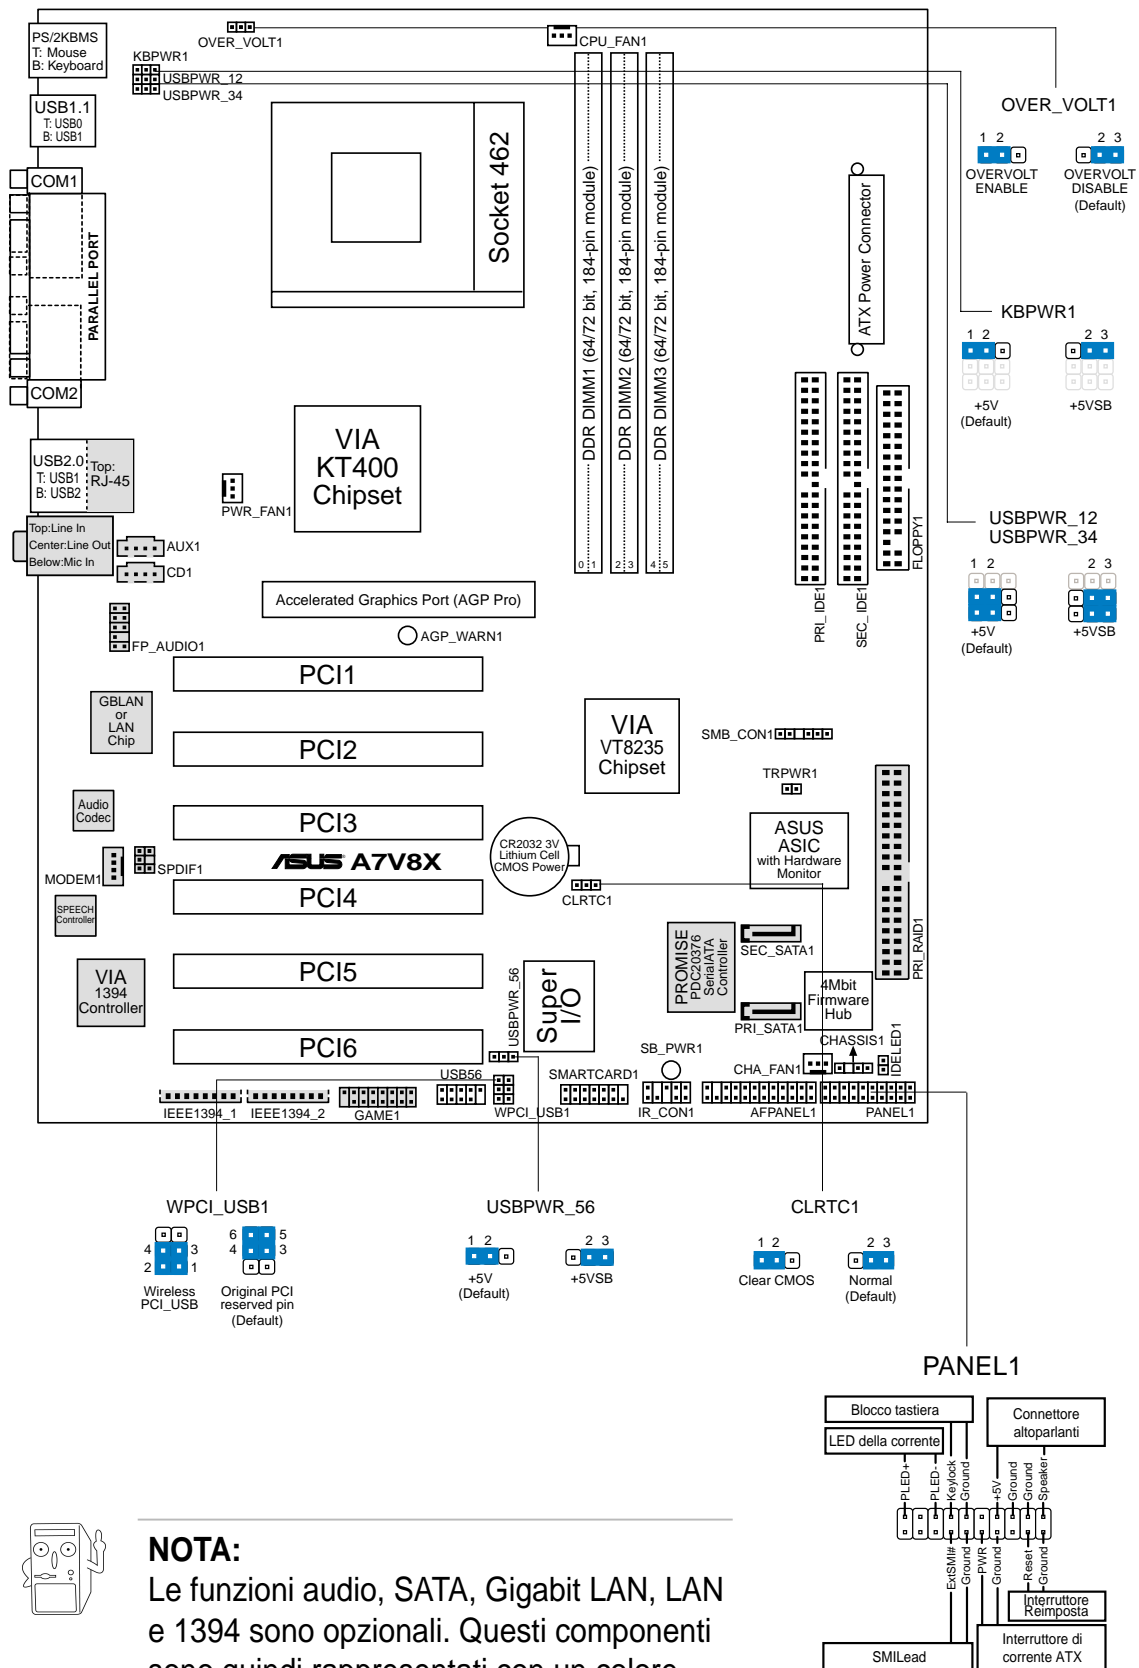 PS/2KBMS
T: Mouse
B: Keyboard
OVER_VOLT1
CPU_FAN1
KBPWR1
USBPWR_12
USBPWR_34
USB1.1
T: USB0
B: USB1
COM1
PARALLEL PORT
COM2
Socket 462
DDR DIMM1 (64/72 bit, 184-pin module)
DDR DIMM2 (64/72 bit, 184-pin module)
DDR DIMM3 (64/72 bit, 184-pin module)
0 1
2 3
4 5
ATX Power Connector
OVER_VOLT1
1 2
2 3
OVERVOLT
ENABLE
OVERVOLT
DISABLE
(Default)
KBPWR1
1 2
2 3
+5V
(Default)
+5VSB
USBPWR_12
USBPWR_34
1 2
2 3
+5V
(Default)
+5VSB
VIA
KT400
Chipset
USB2.0
T: USB1
B: USB2
Top:
RJ-45
PWR_FAN1
Top:Line In
Center:Line Out
Below:Mic In
AUX1
CD1
FP_AUDIO1
Accelerated Graphics Port (AGP Pro)
AGP_WARN1
PRI_IDE1
SEC_IDE1
FLOPPY1
PCI1
PCI2
PCI3
PCI4
PCI5
PCI6
GBLAN
or
LAN
Chip
VIA
VT8235
Chipset
SMB_CON1
TRPWR1
Audio
Codec
ASUS A7V8X
CR2032 3V
Lithium Cell
CMOS Power
ASUS
ASIC
with Hardware
Monitor
MODEM1
SPDIF1
CLRTC1
SPEECH
Controller
PROMISE
PDC20376
SerialATA
Controller
SEC_SATA1
PRI_SATA1
PRI_RAID1
VIA
1394
Controller
USBPWR_56
Super
I/O
4Mbit
Firmware
Hub
SB_PWR1
CHASSIS1
CHA_FAN1
IDELED1
IEEE1394_1
IEEE1394_2
GAME1
USB56
WPCI_USB1
SMARTCARD1
IR_CON1
AFPANEL1
PANEL1
WPCI_USB1
4 3
2 1
Wireless
PCI_USB
6 5
4 3
Original PCI
reserved pin
(Default)
USBPWR_56
1 2
2 3
+5V
(Default)
+5VSB
CLRTC1
1 2
2 3
Clear CMOS
Normal
(Default)
PANEL1
Blocco tastiera
LED della corrente
Connettore
altoparlanti
PLED+
PLED-
Keylock
Ground
+5V
Ground
Ground
Speaker
ExtSMI#
Ground
PWR
Ground
Reset
Ground
Interruttore
Reimposta
SMILead
Interruttore di
corrente ATX
NOTA:
Le funzioni audio, SATA, Gigabit LAN, LAN
e 1394 sono opzionali. Questi componenti
sono quindi rappresentati con un colore